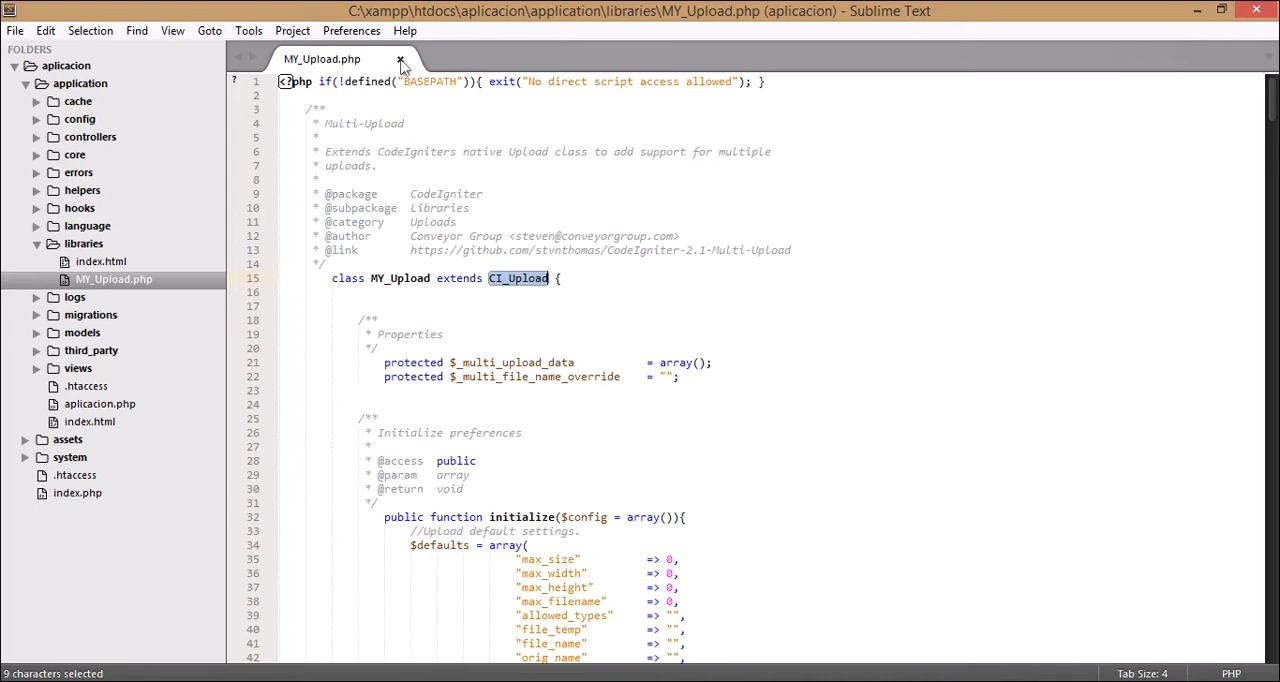 C:\xampp\htdocs\aplicacion\application\libraries\MY_Upload.php (aplicacion) - Sublime Text
File Edit Selection Find View Goto Tools Project Preferences Help
FOLDERS
aplicacion
application
cache
config
controllers
core
errors
helpers
hooks
language
libraries
index.html
MY_Upload.php
logs
migrations
models
third_party
views
.htaccess
aplicacion.php
index.html
assets
system
.htaccess
index.php
MY_Upload.php
? 1 <?php if(!defined("BASEPATH")){ exit("No direct script access allowed"); }
2
3 /**
4 * Multi-Upload
5 *
6 * Extends CodeIgniters native Upload class to add support for multiple
7 * uploads.
8 *
9 * @package CodeIgniter
10 * @subpackage Libraries
11 * @category Uploads
12 * @author Conveyor Group <steven@conveyorgroup.com>
13 * @link https://github.com/stvnthomas/CodeIgniter-2.1-Multi-Upload
14 */
15 class MY_Upload extends CI_Upload {
16
17
18 /**
19 * Properties
20 */
21 protected $_multi_upload_data = array();
22 protected $_multi_file_name_override = "";
23
24
25 /**
26 * Initialize preferences
27 *
28 * @access public
29 * @param array
30 * @return void
31 */
32 public function initialize($config = array()){
33 //Upload default settings.
34 $defaults = array(
35 "max_size" => 0,
36 "max_width" => 0,
37 "max_height" => 0,
38 "max_filename" => 0,
39 "allowed_types" => "",
40 "file_temp" => "",
41 "file_name" => "",
42 "orig_name" => "",
9 characters selected Tab Size: 4 PHP